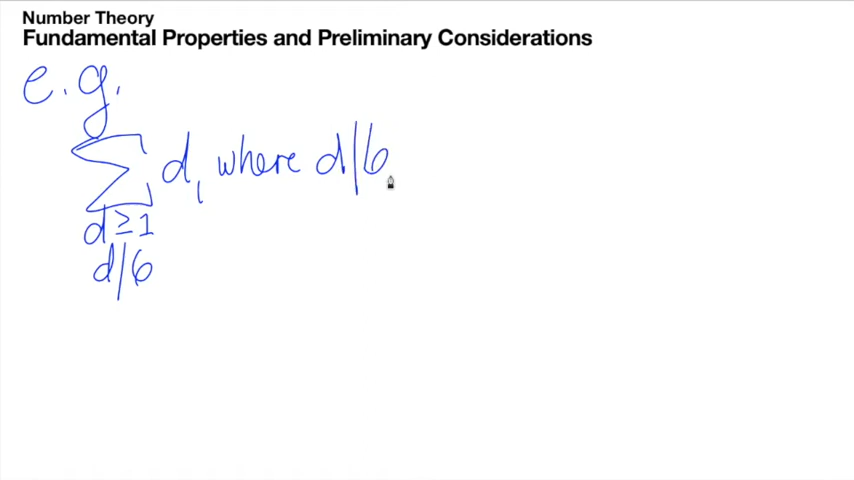 Number Theory
Fundamental Properties and Preliminary Considerations
e.g.
∑ d, where d|6
d≥1
d|6